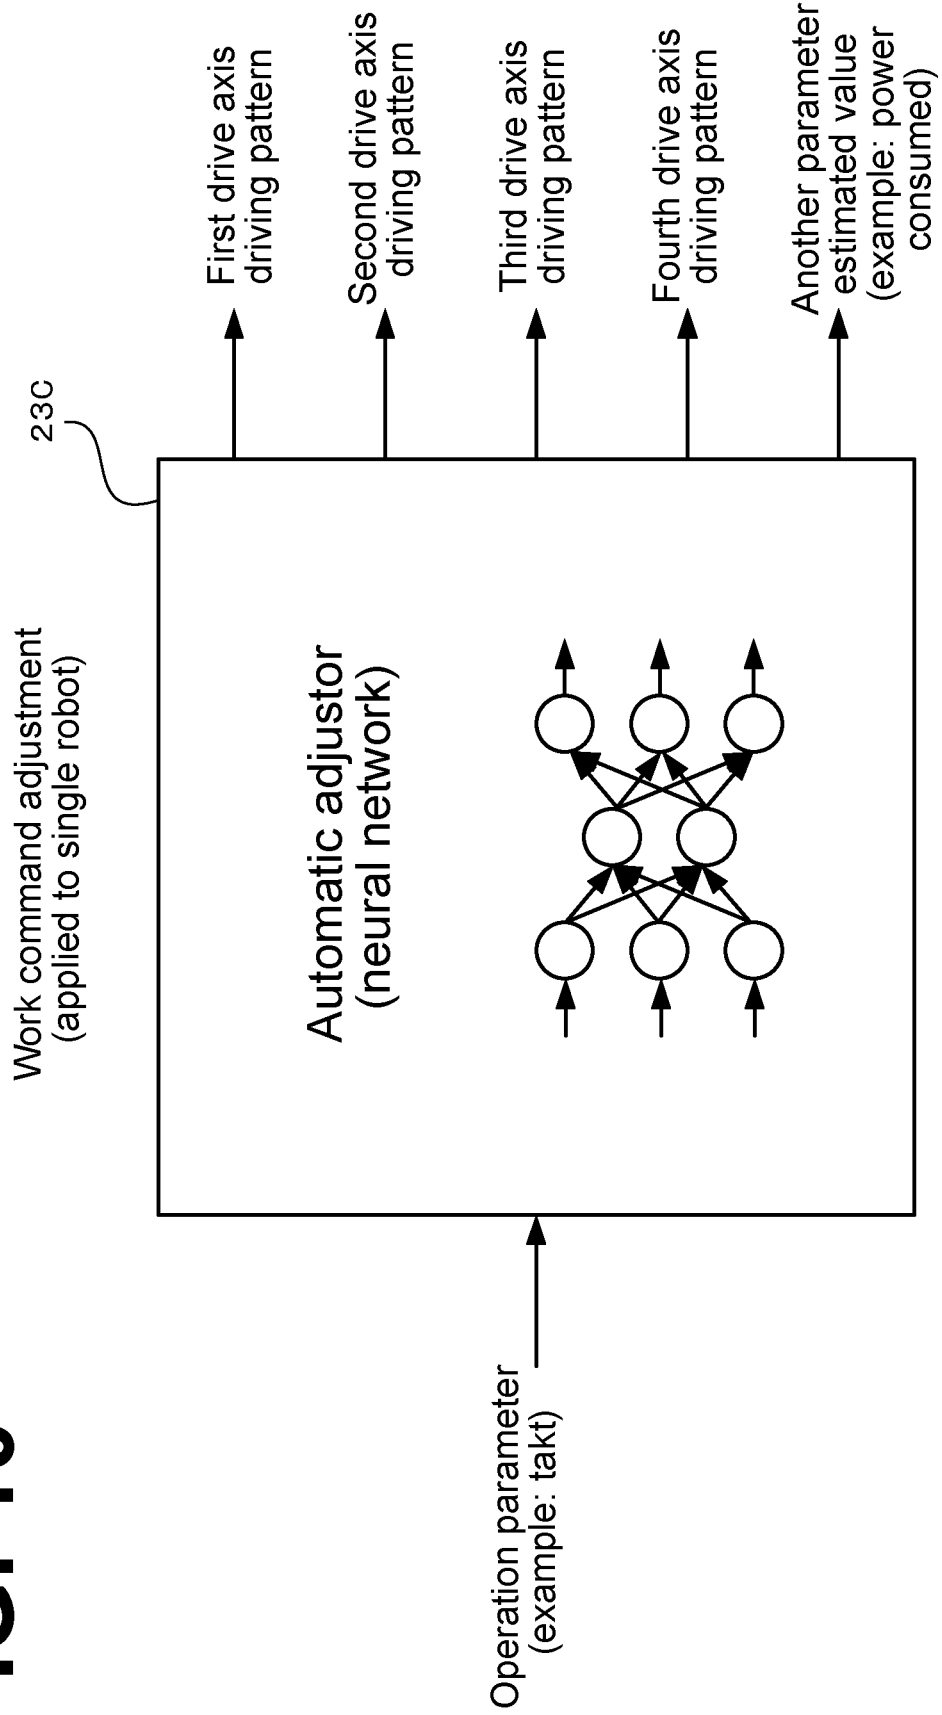 Work command adjustment
(applied to single robot)
23C
Automatic adjustor
(neural network)
Operation parameter
(example: takt)
First drive axis
driving pattern
Second drive axis
driving pattern
Third drive axis
driving pattern
Fourth drive axis
driving pattern
Another parameter
estimated value
(example: power
consumed)